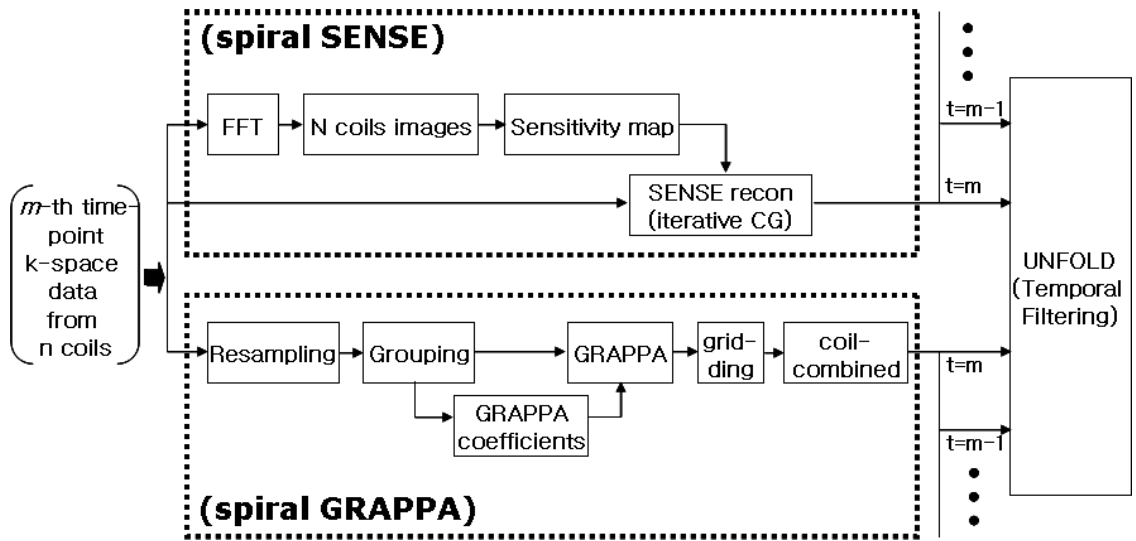 (spiral SENSE)
FFT
N coils images
Sensitivity map
SENSE recon
(iterative CG)
m-th time-
point
k-space
data
from
n coils
t=m-1
t=m
UNFOLD
(Temporal
Filtering)
Resampling
Grouping
GRAPPA
grid-
ding
coil-
combined
GRAPPA
coefficients
t=m
t=m-1
(spiral GRAPPA)